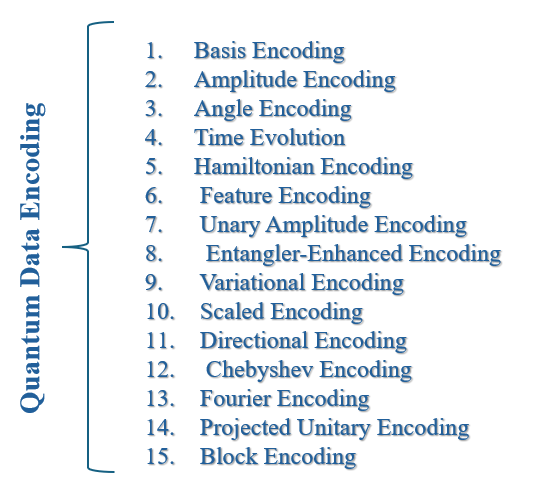 Quantum Data Encoding
1. Basis Encoding
2. Amplitude Encoding
3. Angle Encoding
4. Time Evolution
5. Hamiltonian Encoding
6. Feature Encoding
7. Unary Amplitude Encoding
8. Entangler-Enhanced Encoding
9. Variational Encoding
10. Scaled Encoding
11. Directional Encoding
12. Chebyshev Encoding
13. Fourier Encoding
14. Projected Unitary Encoding
15. Block Encoding